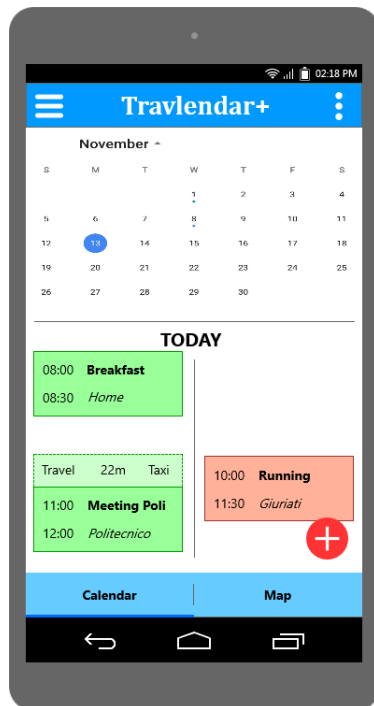 02:18 PM
Travlendar+
November
S M T W T F S
1 2 3 4
5 6 7 8 9 10 11
12 13 14 15 16 17 18
19 20 21 22 23 24 25
26 27 28 29 30
TODAY
08:00 Breakfast
08:30 Home
Travel 22m Taxi
11:00 Meeting Poli
12:00 Politecnico
10:00 Running
11:30 Giuriati
Calendar Map